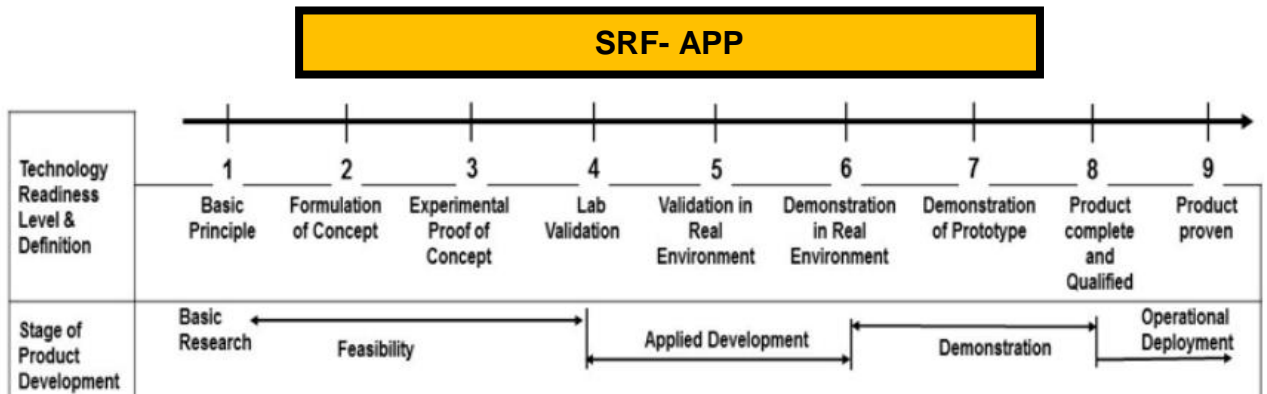 SRF- APP
Technology
Readiness
Level &
Definition
1 2 3 4 5 6 7 8 9
Basic
Principle
Formulation
of Concept
Experimental
Proof of
Concept
Lab
Validation
Validation in
Real
Environment
Demonstration
in Real
Environment
Demonstration
of Prototype
Product
complete
and
Qualified
Product
proven
Stage of
Product
Development
Basic
Research
Feasibility
Applied Development
Demonstration
Operational
Deployment